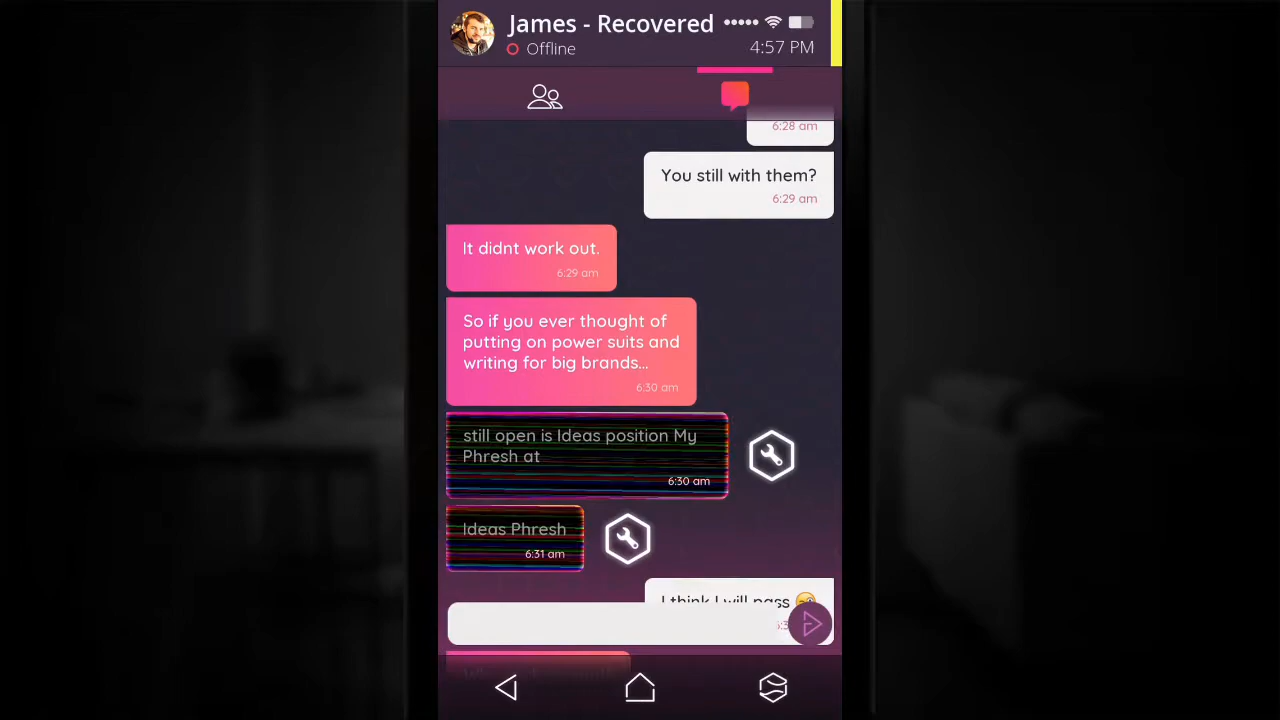 James - Recovered
Offline
4:57 PM
6:28 am
You still with them?
6:29 am
It didnt work out.
6:29 am
So if you ever thought of
putting on power suits and
writing for big brands...
6:30 am
still open is Ideas position My
Phresh at
6:30 am
Ideas Phresh
6:31 am
I think I will pass